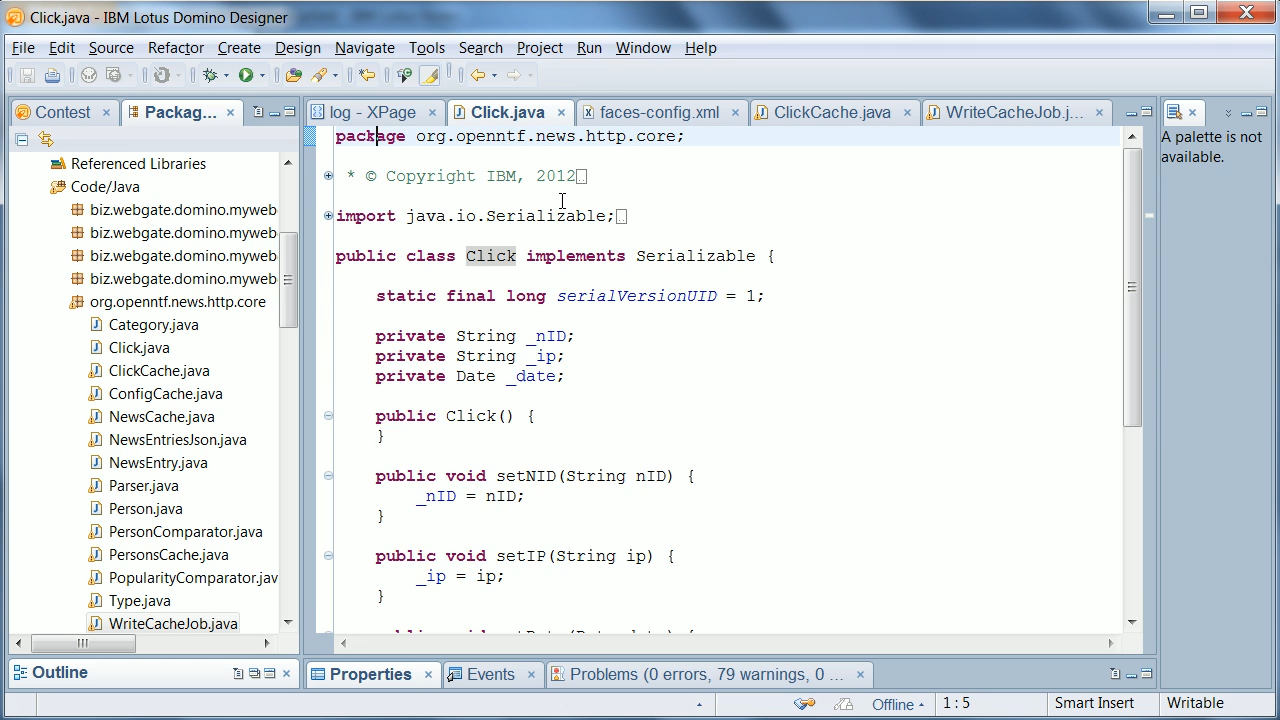 Click.java - IBM Lotus Domino Designer
File Edit Source Refactor Create Design Navigate Tools Search Project Run Window Help
Contest Packag... log - XPage Click.java faces-config.xml ClickCache.java WriteCacheJob.j...
A palette is not
available.
Referenced Libraries
Code/Java
biz.webgate.domino.myweb
biz.webgate.domino.myweb
biz.webgate.domino.myweb
biz.webgate.domino.myweb
org.openntf.news.http.core
Category.java
Click.java
ClickCache.java
ConfigCache.java
NewsCache.java
NewsEntriesJson.java
NewsEntry.java
Parser.java
Person.java
PersonComparator.java
PersonsCache.java
PopularityComparator.jav
Type.java
WriteCacheJob.java
package org.openntf.news.http.core;
* © Copyright IBM, 2012
import java.io.Serializable;
public class Click implements Serializable {
static final long serialVersionUID = 1;
private String _nID;
private String _ip;
private Date _date;
public Click() {
}
public void setNID(String nID) {
_nID = nID;
}
public void setIP(String ip) {
_ip = ip;
}
Outline
Properties Events Problems (0 errors, 79 warnings, 0 ...
Offline 1 : 5 Smart Insert Writable